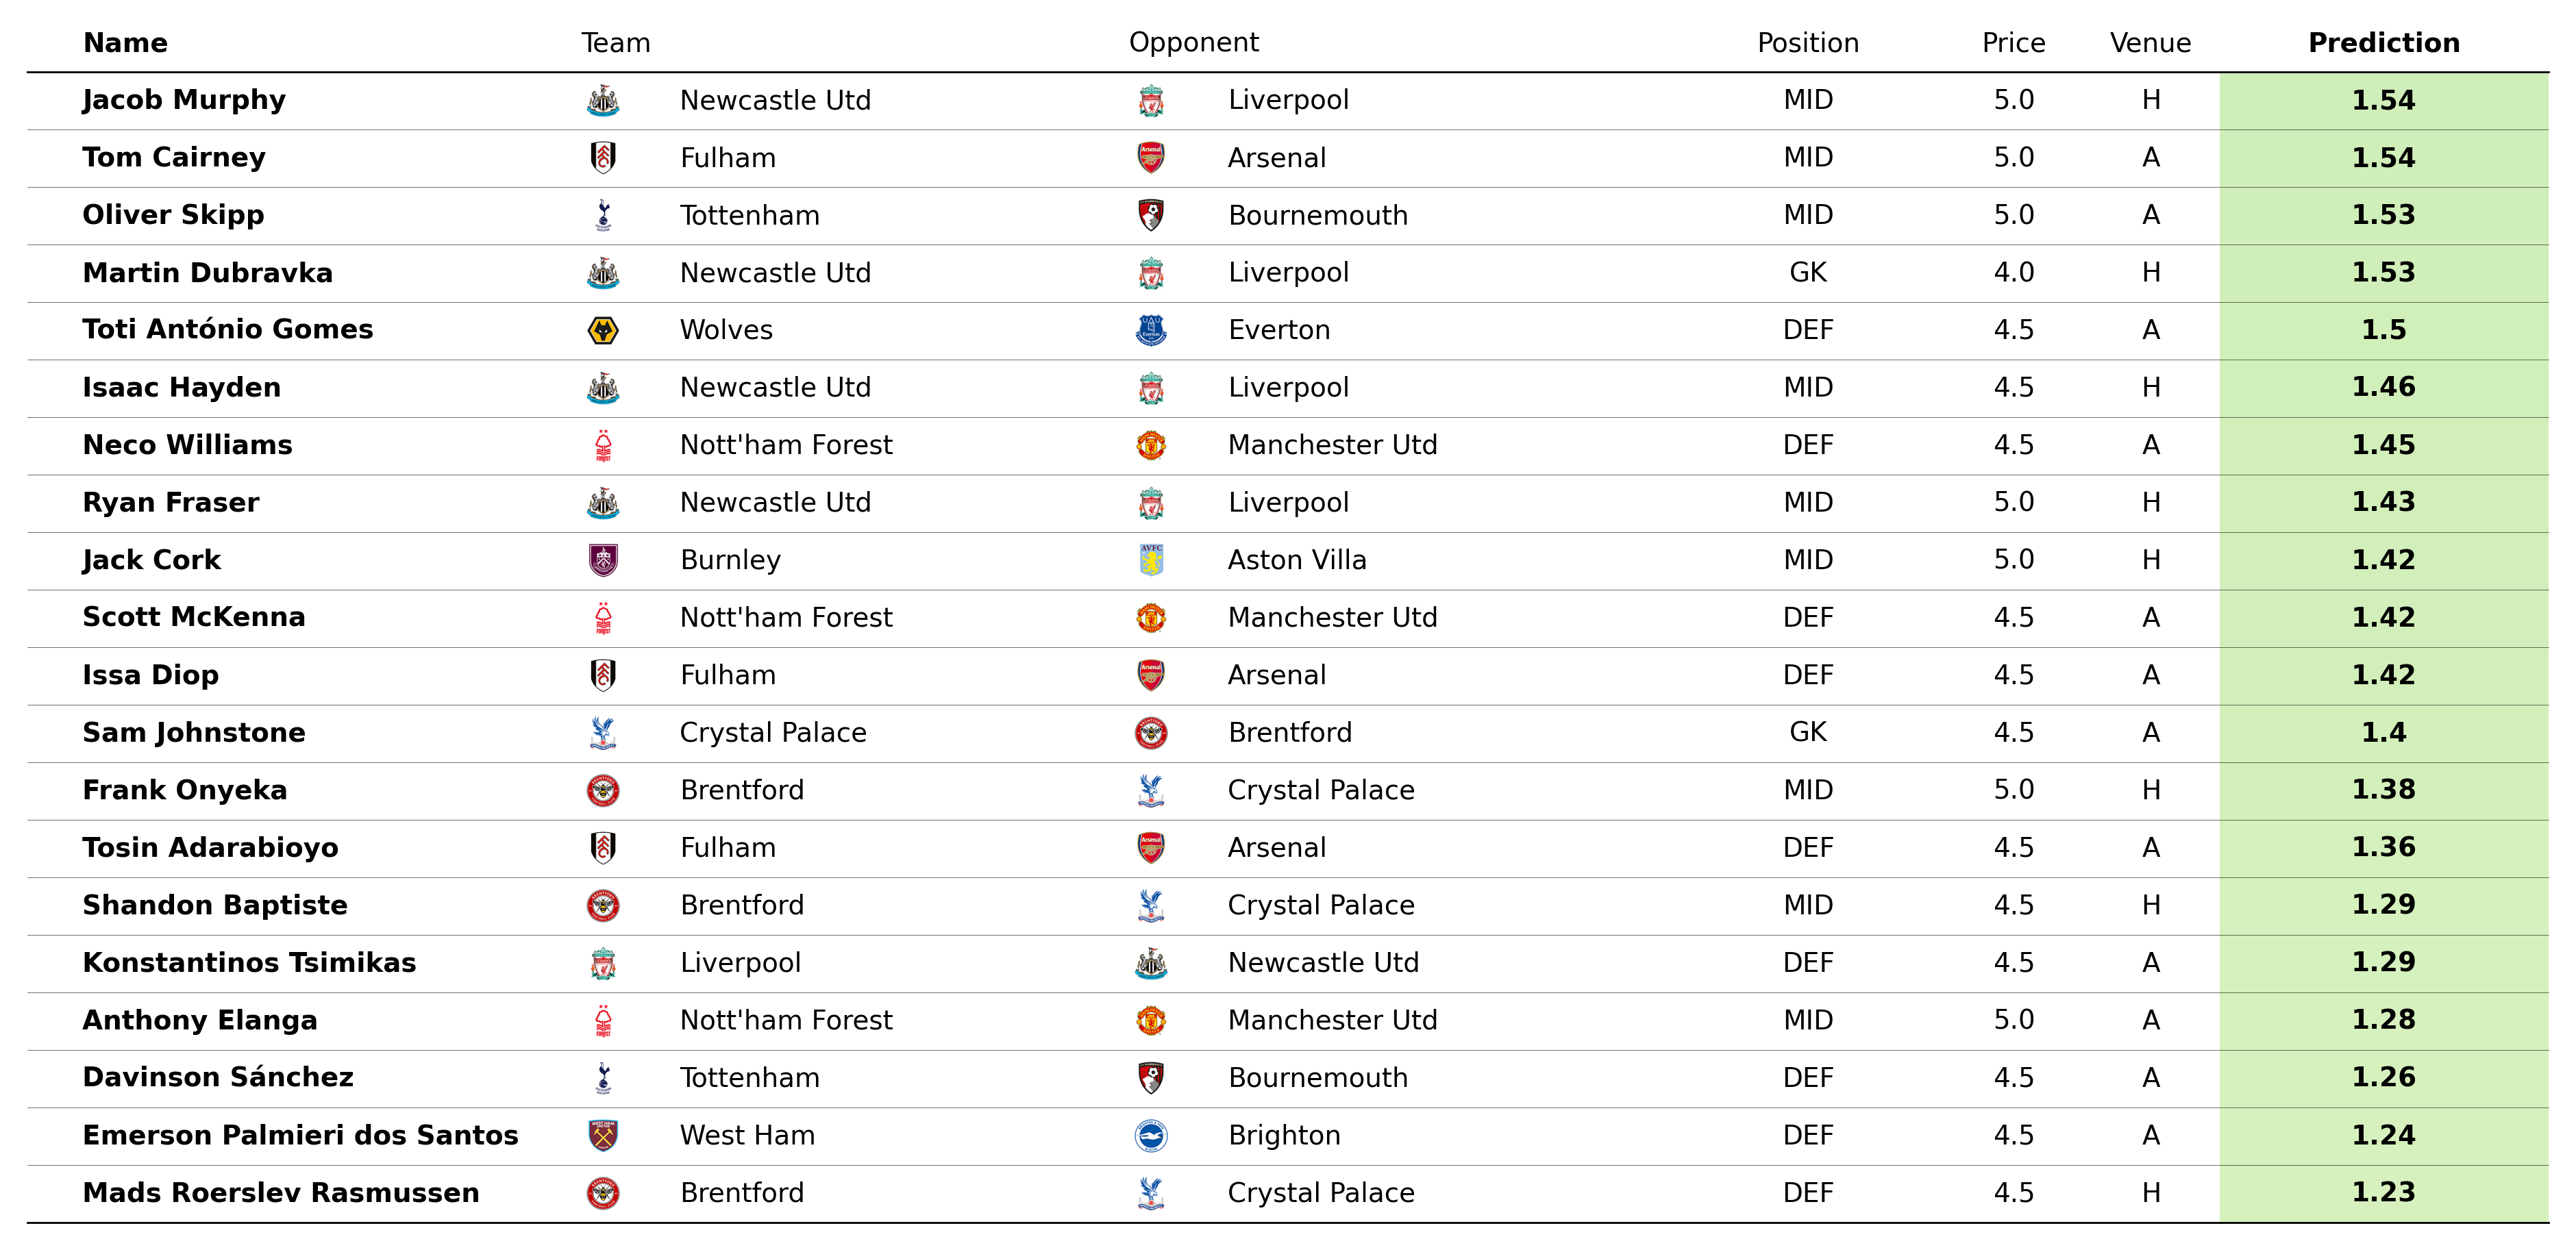 Name Team Opponent Position Price Venue Prediction
Jacob Murphy Newcastle Utd Liverpool MID 5.0 H 1.54
Tom Cairney Fulham Arsenal MID 5.0 A 1.54
Oliver Skipp Tottenham Bournemouth MID 5.0 A 1.53
Martin Dubravka Newcastle Utd Liverpool GK 4.0 H 1.53
Toti António Gomes Wolves Everton DEF 4.5 A 1.5
Isaac Hayden Newcastle Utd Liverpool MID 4.5 H 1.46
Neco Williams Nott'ham Forest Manchester Utd DEF 4.5 A 1.45
Ryan Fraser Newcastle Utd Liverpool MID 5.0 H 1.43
Jack Cork Burnley Aston Villa MID 5.0 H 1.42
Scott McKenna Nott'ham Forest Manchester Utd DEF 4.5 A 1.42
Issa Diop Fulham Arsenal DEF 4.5 A 1.42
Sam Johnstone Crystal Palace Brentford GK 4.5 A 1.4
Frank Onyeka Brentford Crystal Palace MID 5.0 H 1.38
Tosin Adarabioyo Fulham Arsenal DEF 4.5 A 1.36
Shandon Baptiste Brentford Crystal Palace MID 4.5 H 1.29
Konstantinos Tsimikas Liverpool Newcastle Utd DEF 4.5 A 1.29
Anthony Elanga Nott'ham Forest Manchester Utd MID 5.0 A 1.28
Davinson Sánchez Tottenham Bournemouth DEF 4.5 A 1.26
Emerson Palmieri dos Santos West Ham Brighton DEF 4.5 A 1.24
Mads Roerslev Rasmussen Brentford Crystal Palace DEF 4.5 H 1.23